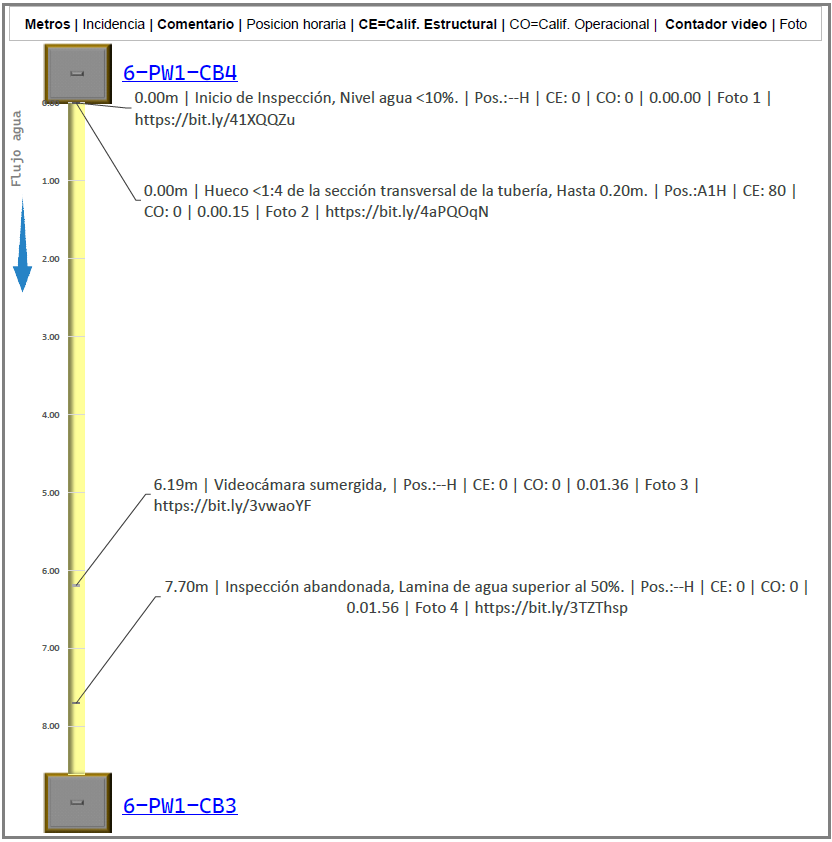 Metros | Incidencia | Comentario | Posicion horaria | CE=Calif. Estructural | CO=Calif. Operacional | Contador video | Foto
6-PW1-CB4
0.00m | Inicio de Inspección, Nivel agua <10%. | Pos.:--H | CE: 0 | CO: 0 | 0.00.00 | Foto 1 |
https://bit.ly/41XQQZu
0.00
Flujo agua
1.00
0.00m | Hueco <1:4 de la sección transversal de la tubería, Hasta 0.20m. | Pos.:A1H | CE: 80 |
CO: 0 | 0.00.15 | Foto 2 | https://bit.ly/4aPQOqN
2.00
3.00
4.00
6.19m | Videocámara sumergida, | Pos.:--H | CE: 0 | CO: 0 | 0.01.36 | Foto 3 |
https://bit.ly/3vwaoYF
5.00
6.00
7.70m | Inspección abandonada, Lamina de agua superior al 50%. | Pos.:--H | CE: 0 | CO: 0 |
0.01.56 | Foto 4 | https://bit.ly/3TZThsp
7.00
8.00
6-PW1-CB3